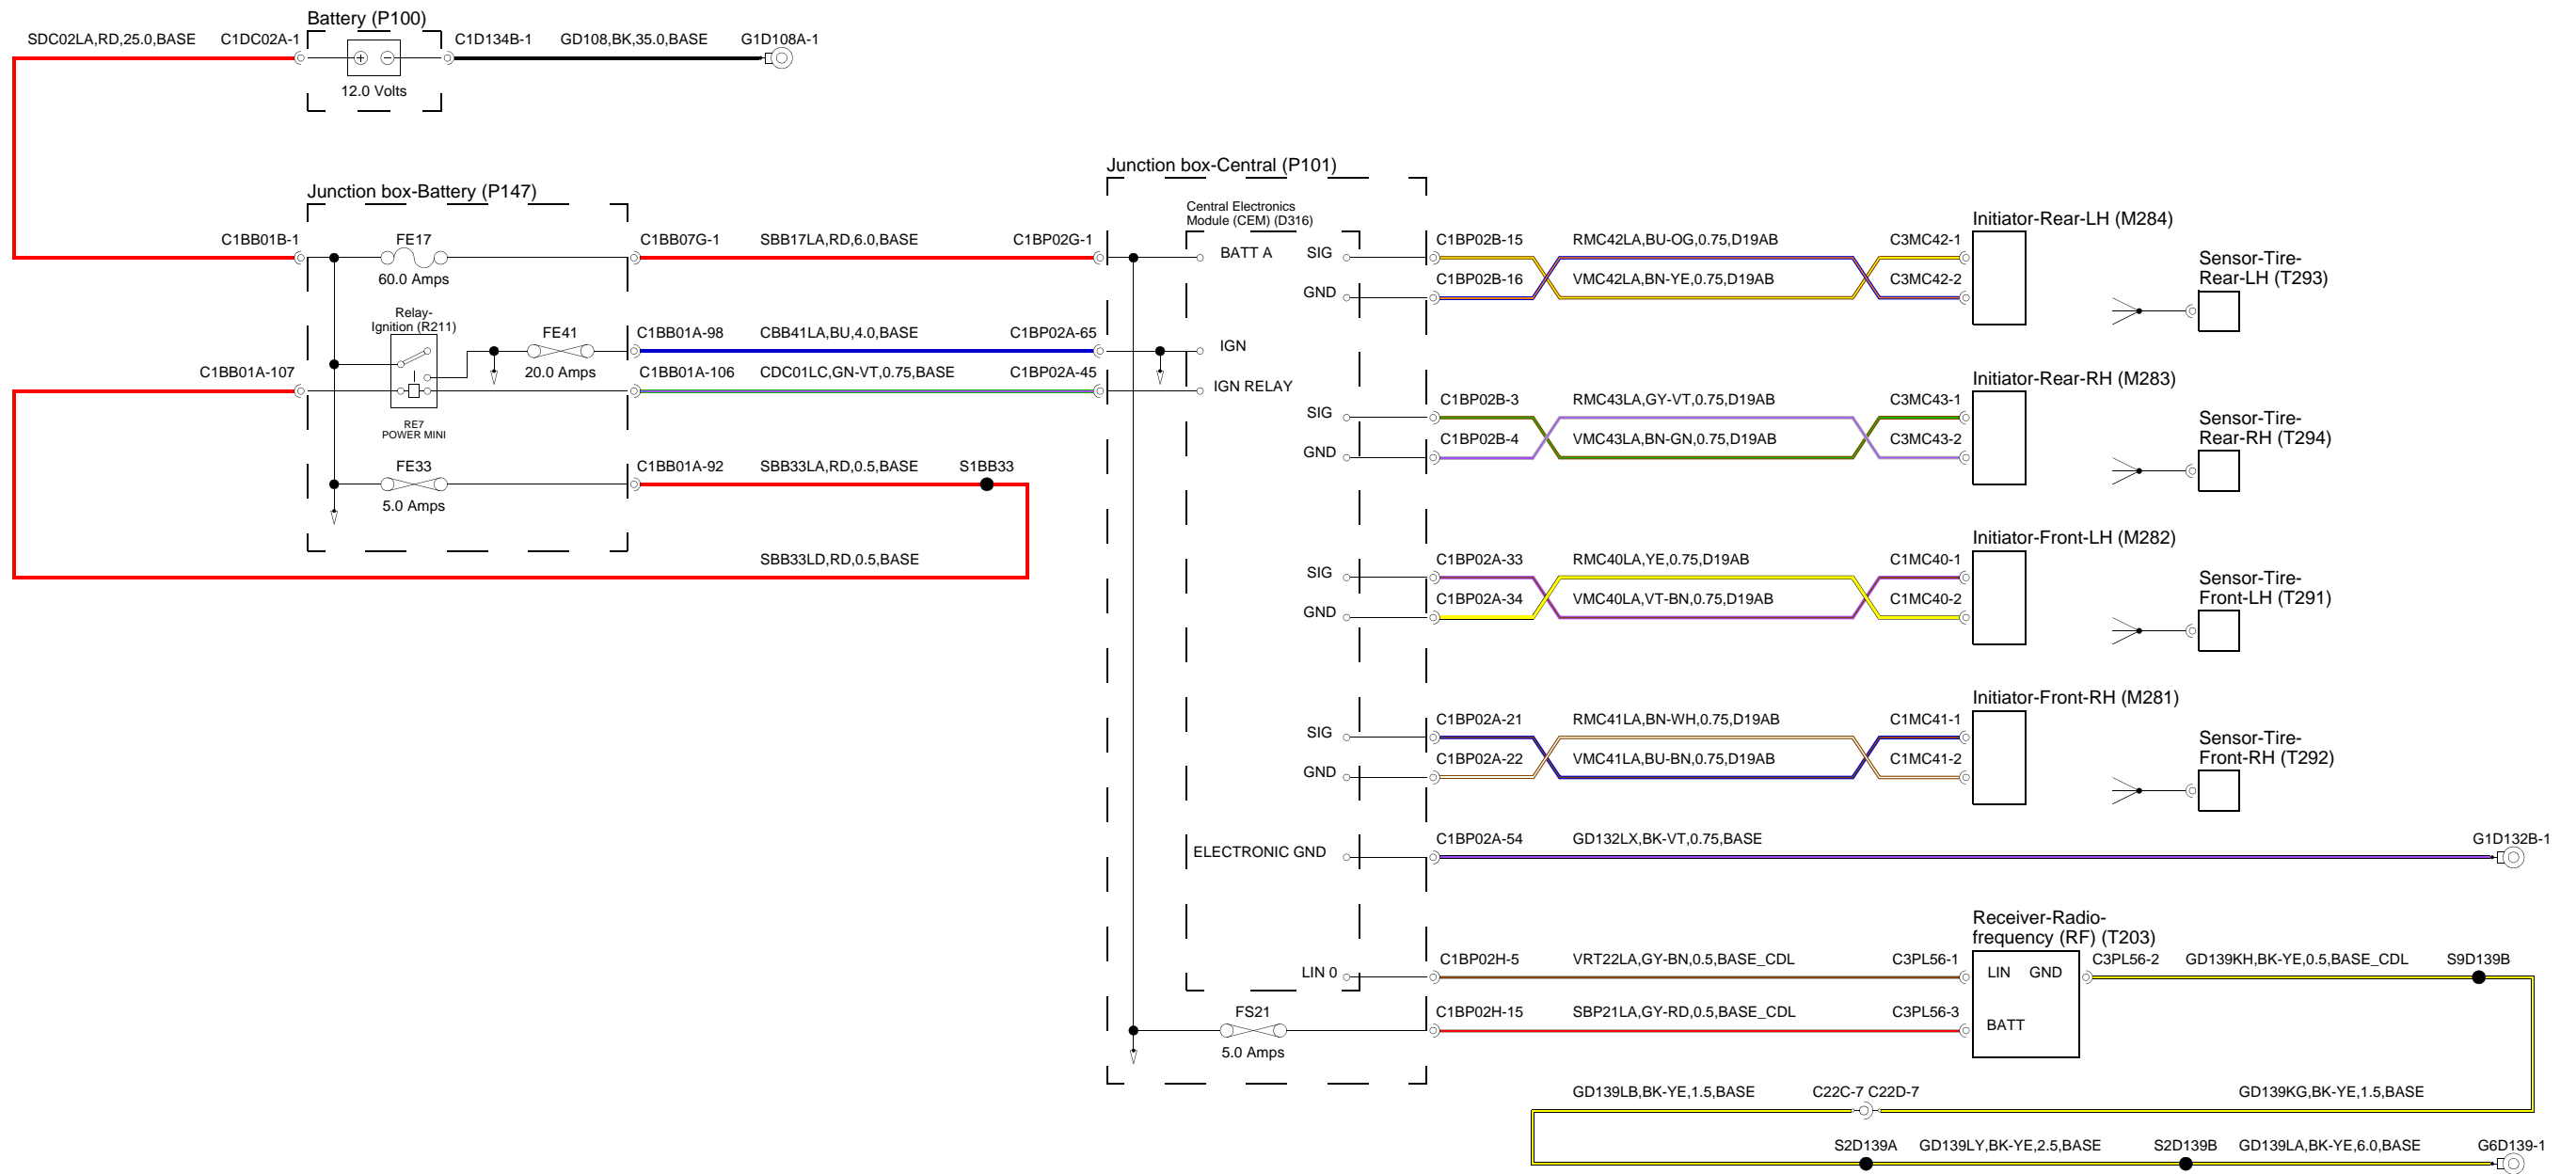 Battery (P100)
SDC02LA,RD,25.0,BASE
C1DC02A-1
C1D134B-1
GD108,BK,35.0,BASE
G1D108A-1
12.0 Volts
Junction box-Battery (P147)
C1BB01B-1
FE17
60.0 Amps
C1BB07G-1
SBB17LA,RD,6.0,BASE
C1BP02G-1
Relay-
Ignition (R211)
FE41
20.0 Amps
C1BB01A-98
CBB41LA,BU,4.0,BASE
C1BP02A-65
C1BB01A-107
C1BB01A-106
CDC01LC,GN-VT,0.75,BASE
C1BP02A-45
RE7
POWER MINI
FE33
5.0 Amps
C1BB01A-92
SBB33LA,RD,0.5,BASE
S1BB33
SBB33LD,RD,0.5,BASE
Junction box-Central (P101)
Central Electronics
Module (CEM) (D316)
BATT A
SIG
GND
IGN
IGN RELAY
SIG
GND
SIG
GND
SIG
GND
ELECTRONIC GND
LIN 0
FS21
5.0 Amps
C1BP02B-15
RMC42LA,BU-OG,0.75,D19AB
C3MC42-1
C1BP02B-16
VMC42LA,BN-YE,0.75,D19AB
C3MC42-2
Initiator-Rear-LH (M284)
Sensor-Tire-
Rear-LH (T293)
C1BP02B-3
RMC43LA,GY-VT,0.75,D19AB
C3MC43-1
C1BP02B-4
VMC43LA,BN-GN,0.75,D19AB
C3MC43-2
Initiator-Rear-RH (M283)
Sensor-Tire-
Rear-RH (T294)
C1BP02A-33
RMC40LA,YE,0.75,D19AB
C1MC40-1
C1BP02A-34
VMC40LA,VT-BN,0.75,D19AB
C1MC40-2
Initiator-Front-LH (M282)
Sensor-Tire-
Front-LH (T291)
C1BP02A-21
RMC41LA,BN-WH,0.75,D19AB
C1MC41-1
C1BP02A-22
VMC41LA,BU-BN,0.75,D19AB
C1MC41-2
Initiator-Front-RH (M281)
Sensor-Tire-
Front-RH (T292)
C1BP02A-54
GD132LX,BK-VT,0.75,BASE
G1D132B-1
Receiver-Radio-
frequency (RF) (T203)
C1BP02H-5
VRT22LA,GY-BN,0.5,BASE_CDL
C3PL56-1
LIN
GND
C3PL56-2
GD139KH,BK-YE,0.5,BASE_CDL
S9D139B
C1BP02H-15
SBP21LA,GY-RD,0.5,BASE_CDL
C3PL56-3
BATT
GD139LB,BK-YE,1.5,BASE
C22C-7 C22D-7
GD139KG,BK-YE,1.5,BASE
S2D139A
GD139LY,BK-YE,2.5,BASE
S2D139B
GD139LA,BK-YE,6.0,BASE
G6D139-1